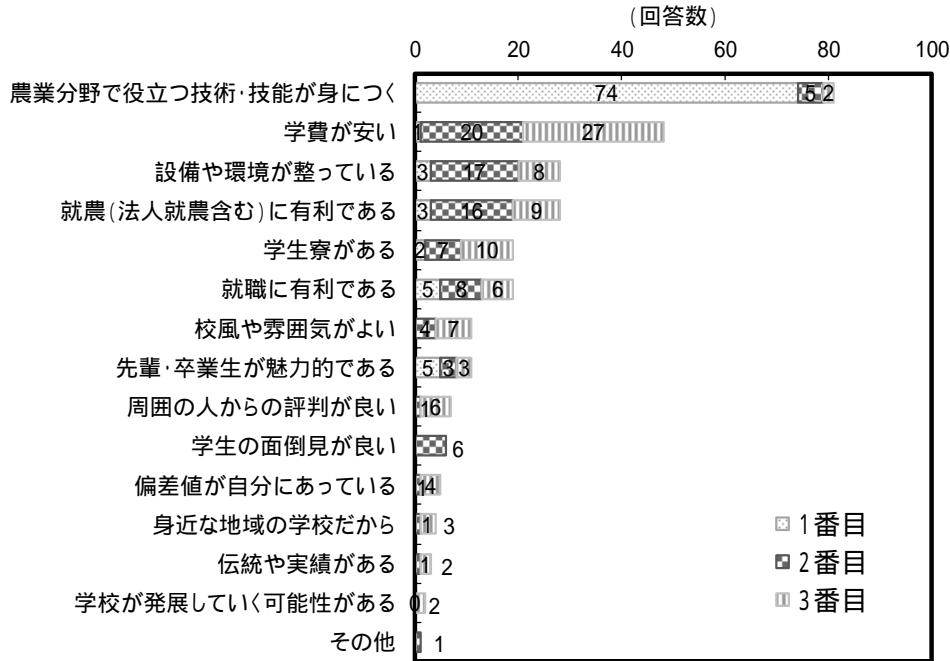 (回答数)
0 20 40 60 80 100
農業分野で役立つ技術・技能が身につく 74 5 2
学費が安い 1 20 27
設備や環境が整っている 3 17 8
就農(法人就農含む)に有利である 3 16 9
学生寮がある 2 7 10
就職に有利である 5 8 6
校風や雰囲気がよい 4 7
先輩・卒業生が魅力的である 5 3 3
周囲の人からの評判が良い 1 6
学生の面倒見が良い 6
偏差値が自分にあっている 1 4
身近な地域の学校だから 1 3
伝統や実績がある 1 2
学校が発展していく可能性がある 0 2
その他 1
1番目
2番目
3番目